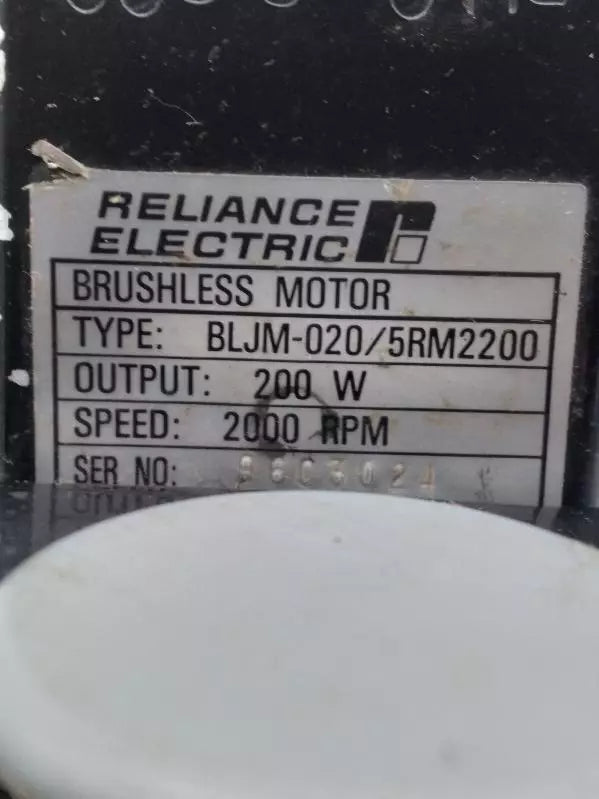 RELIANCE
ELECTRIC
BRUSHLESS MOTOR
TYPE: BLJM-020/5RM2200
OUTPUT: 200 W
SPEED: 2000 RPM
SER NO: